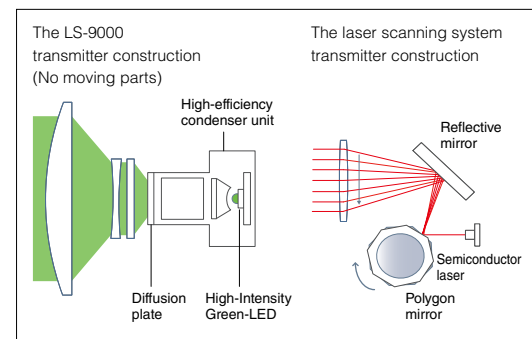 The LS-9000
transmitter construction
(No moving parts)
High-efficiency
condenser unit
Diffusion
plate
High-Intensity
Green-LED
The laser scanning system
transmitter construction
Reflective
mirror
Semiconductor
laser
Polygon
mirror